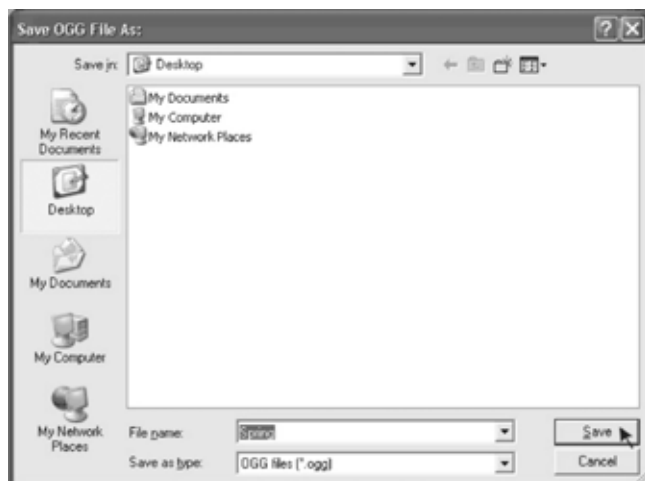 Save OGG File As:
Save in: Desktop
My Documents
My Computer
My Network Places
My Recent
Documents
Desktop
My Documents
My Computer
My Network
Places
File name: Spring
Save
Save as type: OGG files (*.ogg)
Cancel